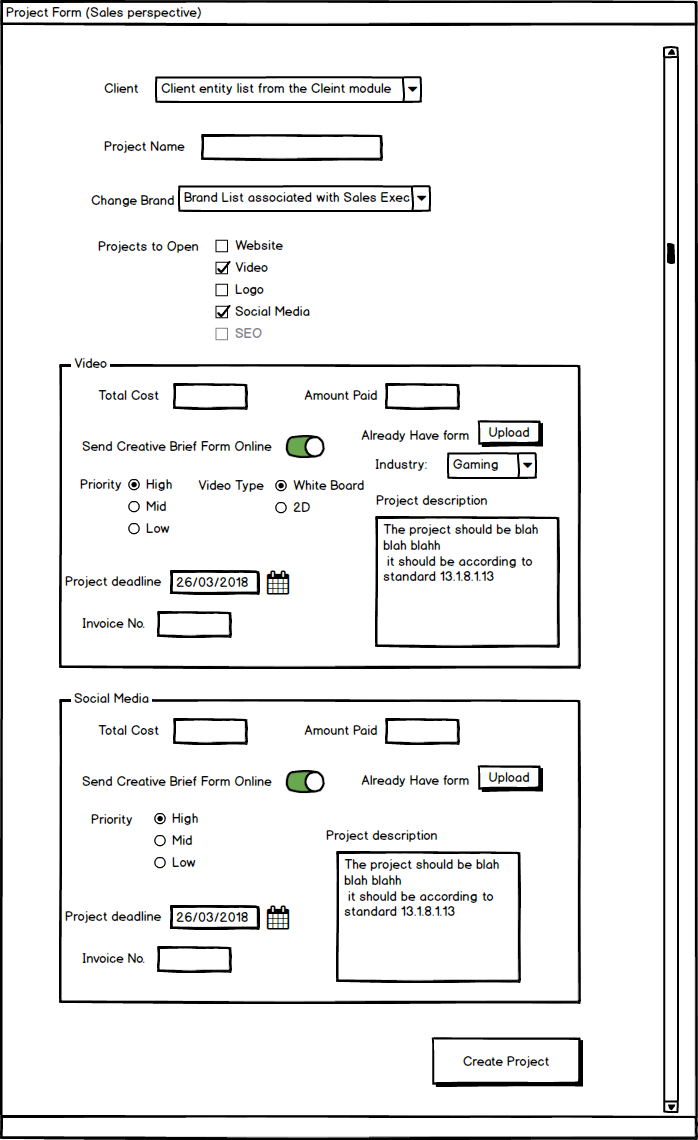 Project Form (Sales perspective)
Client Client entity list from the Cleint module
Project Name
Change Brand Brand List associated with Sales Exec
Projects to Open Website
Video
Logo
Social Media
SEO
Video
Total Cost Amount Paid
Send Creative Brief Form Online Already Have form Upload
Industry: Gaming
Priority High Video Type White Board
Mid 2D
Low
Project description
The project should be blah
blah blahh
it should be according to
standard 13.1.8.1.13
Project deadline 26/03/2018
Invoice No.
Social Media
Total Cost Amount Paid
Send Creative Brief Form Online Already Have form Upload
Priority High
Mid
Low
Project description
The project should be blah
blah blahh
it should be according to
standard 13.1.8.1.13
Project deadline 26/03/2018
Invoice No.
Create Project